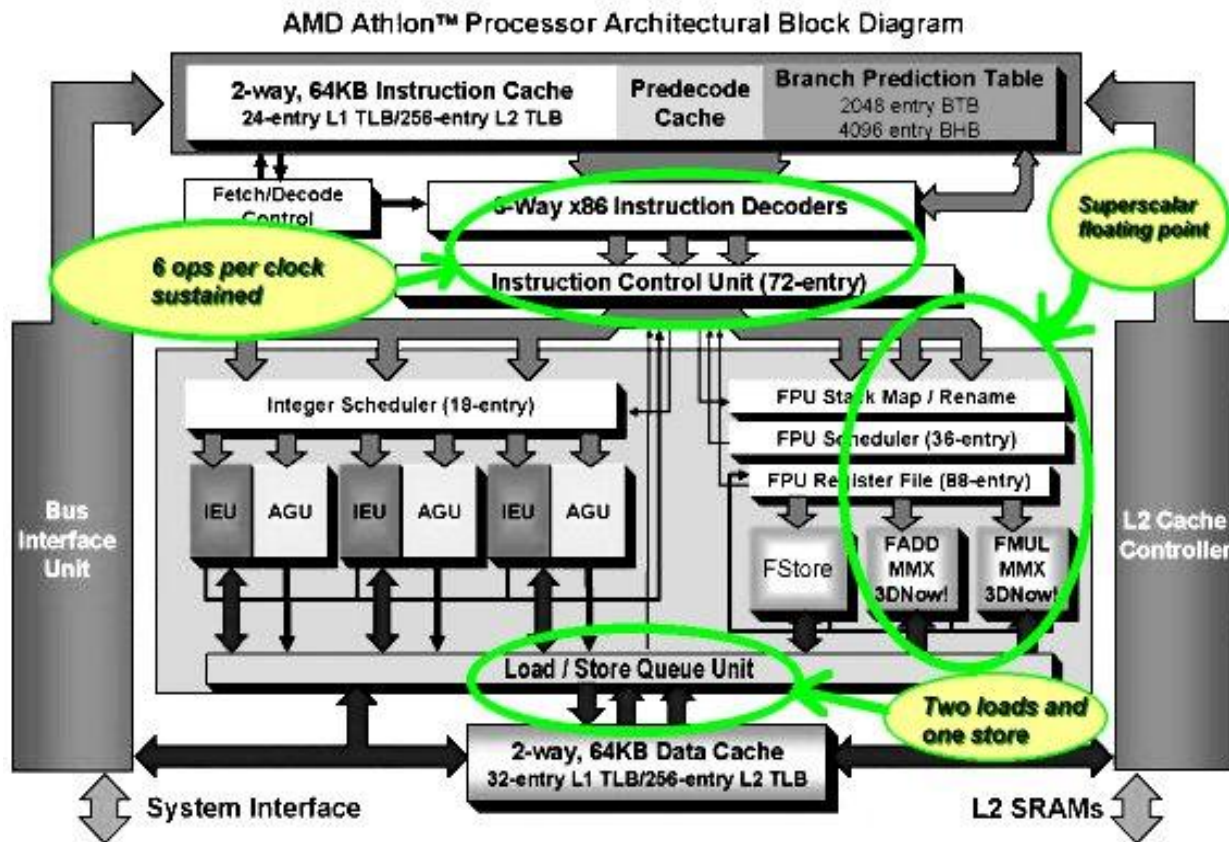 AMD Athlon™ Processor Architectural Block Diagram
2-way, 64KB Instruction Cache
24-entry L1 TLB/256-entry L2 TLB
Predecode
Cache
Branch Prediction Table
2048 entry BTB
4096 entry BHB
Fetch/Decode
Control
3-Way x86 Instruction Decoders
Superscalar
floating point
6 ops per clock
sustained
Instruction Control Unit (72-entry)
Integer Scheduler (18-entry)
FPU Stack Map / Rename
FPU Scheduler (36-entry)
FPU Register File (88-entry)
Bus
Interface
Unit
IEU
AGU
IEU
AGU
IEU
AGU
FStore
FADD
MMX
3DNow!
FMUL
MMX
3DNow!
L2 Cache
Controller
Load / Store Queue Unit
Two loads and
one store
2-way, 64KB Data Cache
32-entry L1 TLB/256-entry L2 TLB
System Interface
L2 SRAMs